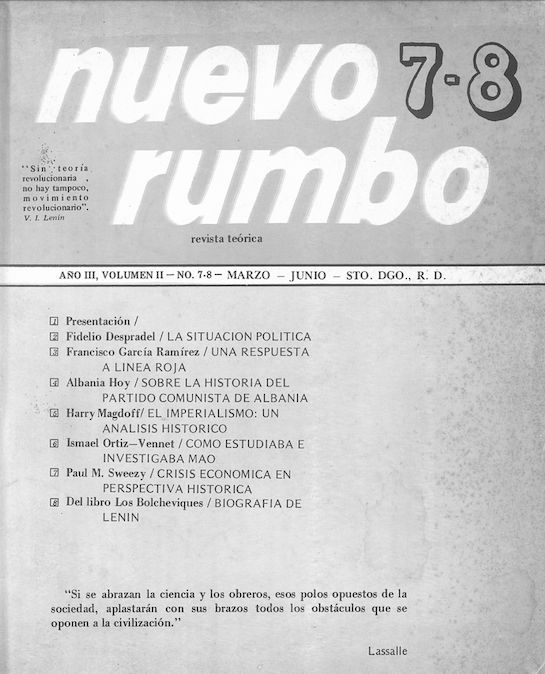 nuevo 7-8
rumbo
"Sin teoría
revolucionaria ,
no hay tampoco,
movimiento
revolucionario".
V. I. Lenin
revista teórica
AÑO III, VOLUMEN II — NO. 7-8 — MARZO — JUNIO — STO. DGO., R. D.
1 Presentación /
2 Fidelio Despradel / LA SITUACION POLITICA
3 Francisco García Ramírez / UNA RESPUESTA
A LINEA ROJA
4 Albania Hoy / SOBRE LA HISTORIA DEL
PARTIDO COMUNISTA DE ALBANIA
5 Harry Magdoff/ EL IMPERIALISMO: UN
ANALISIS HISTORICO
6 Ismael Ortiz—Vennet / COMO ESTUDIABA E
INVESTIGABA MAO
7 Paul M. Sweezy / CRISIS ECONOMICA EN
PERSPECTIVA HISTORICA
8 Del libro Los Bolcheviques / BIOGRAFIA DE
LENIN
"Si se abrazan la ciencia y los obreros, esos polos opuestos de la
sociedad, aplastarán con sus brazos todos los obstáculos que se
oponen a la civilización."
Lassalle